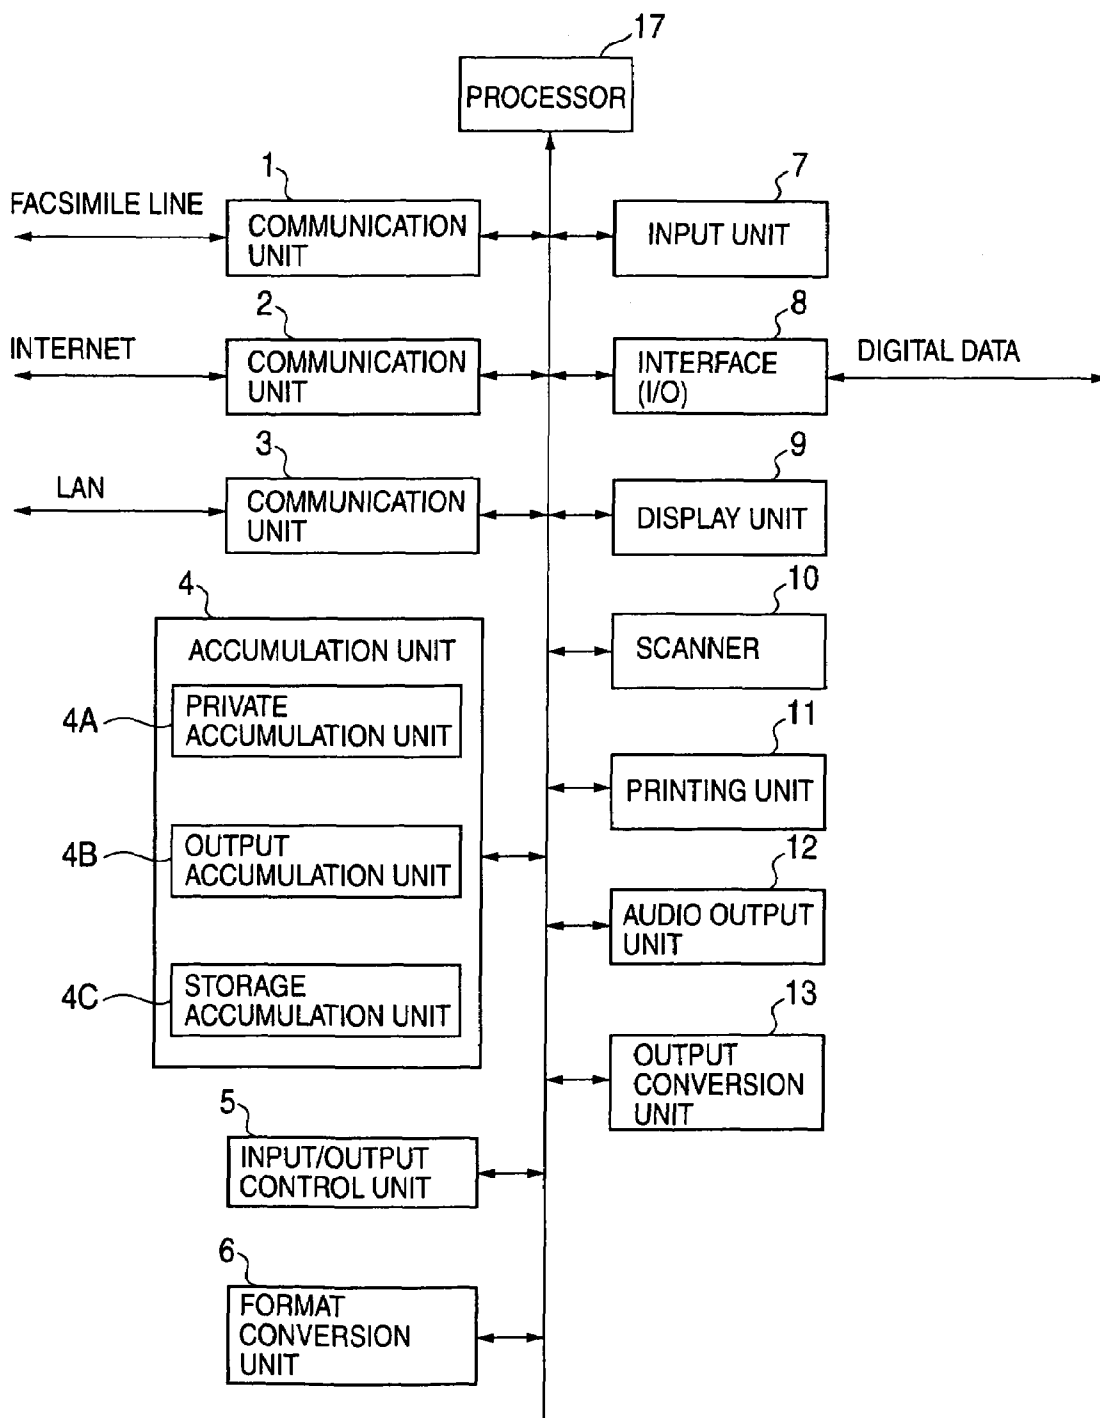 17
PROCESSOR
1
FACSIMILE LINE
COMMUNICATION
UNIT
7
INPUT UNIT
2
INTERNET
COMMUNICATION
UNIT
8
INTERFACE
(I/O)
DIGITAL DATA
3
LAN
COMMUNICATION
UNIT
9
DISPLAY UNIT
4
ACCUMULATION UNIT
4A
PRIVATE
ACCUMULATION UNIT
4B
OUTPUT
ACCUMULATION UNIT
4C
STORAGE
ACCUMULATION UNIT
10
SCANNER
11
PRINTING UNIT
12
AUDIO OUTPUT
UNIT
13
OUTPUT
CONVERSION
UNIT
5
INPUT/OUTPUT
CONTROL UNIT
6
FORMAT
CONVERSION
UNIT